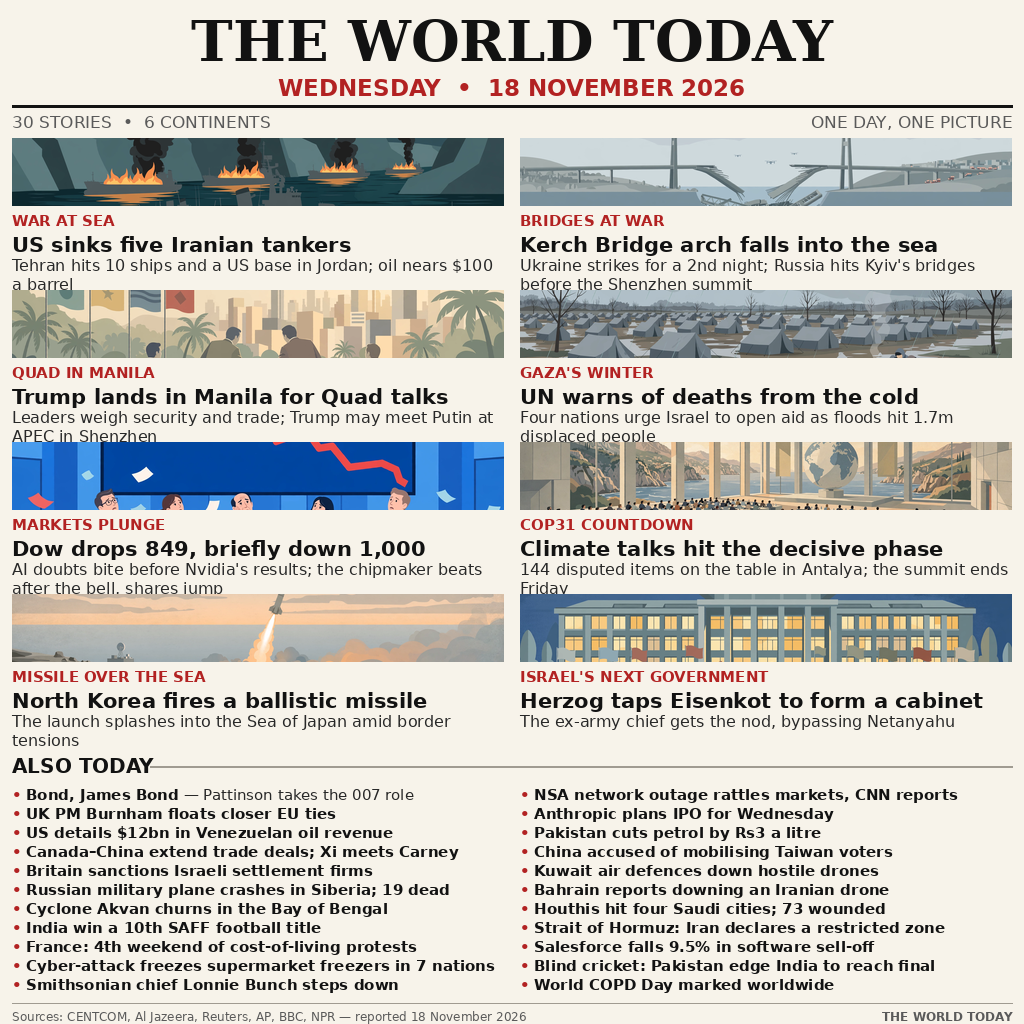 THE WORLD TODAY
WEDNESDAY • 18 NOVEMBER 2026
30 STORIES • 6 CONTINENTS
ONE DAY, ONE PICTURE
WAR AT SEA
US sinks five Iranian tankers
Tehran hits 10 ships and a US base in Jordan; oil nears $100
a barrel
BRIDGES AT WAR
Kerch Bridge arch falls into the sea
Ukraine strikes for a 2nd night; Russia hits Kyiv's bridges
before the Shenzhen summit
QUAD IN MANILA
Trump lands in Manila for Quad talks
Leaders weigh security and trade; Trump may meet Putin at
APEC in Shenzhen
GAZA'S WINTER
UN warns of deaths from the cold
Four nations urge Israel to open aid as floods hit 1.7m
displaced people
MARKETS PLUNGE
Dow drops 849, briefly down 1,000
AI doubts bite before Nvidia's results; the chipmaker beats
after the bell, shares jump
COP31 COUNTDOWN
Climate talks hit the decisive phase
144 disputed items on the table in Antalya; the summit ends
Friday
MISSILE OVER THE SEA
North Korea fires a ballistic missile
The launch splashes into the Sea of Japan amid border
tensions
ISRAEL'S NEXT GOVERNMENT
Herzog taps Eisenkot to form a cabinet
The ex-army chief gets the nod, bypassing Netanyahu
ALSO TODAY
• Bond, James Bond — Pattinson takes the 007 role
• UK PM Burnham floats closer EU ties
• US details $12bn in Venezuelan oil revenue
• Canada–China extend trade deals; Xi meets Carney
• Britain sanctions Israeli settlement firms
• Russian military plane crashes in Siberia; 19 dead
• Cyclone Akvan churns in the Bay of Bengal
• India win a 10th SAFF football title
• France: 4th weekend of cost-of-living protests
• Cyber-attack freezes supermarket freezers in 7 nations
• Smithsonian chief Lonnie Bunch steps down
• NSA network outage rattles markets, CNN reports
• Anthropic plans IPO for Wednesday
• Pakistan cuts petrol by Rs3 a litre
• China accused of mobilising Taiwan voters
• Kuwait air defences down hostile drones
• Bahrain reports downing an Iranian drone
• Houthis hit four Saudi cities; 73 wounded
• Strait of Hormuz: Iran declares a restricted zone
• Salesforce falls 9.5% in software sell-off
• Blind cricket: Pakistan edge India to reach final
• World COPD Day marked worldwide
Sources: CENTCOM, Al Jazeera, Reuters, AP, BBC, NPR — reported 18 November 2026
THE WORLD TODAY